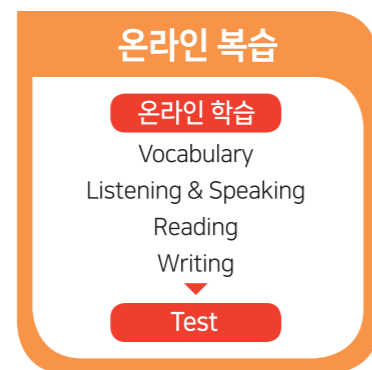 온라인 복습
온라인 학습
Vocabulary
Listening & Speaking
Reading
Writing
Test